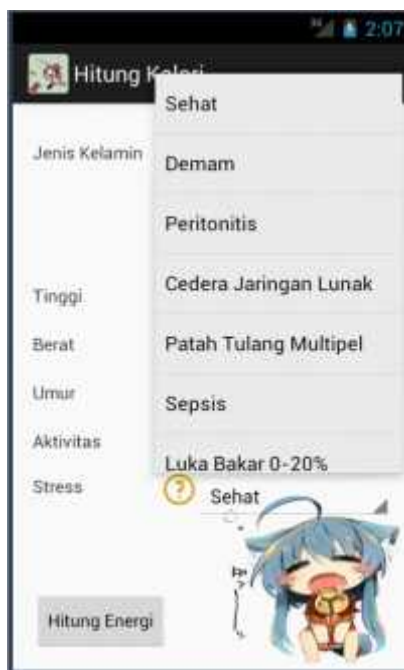 2:07
Hitung Kalori
Sehat
Jenis Kelamin
Demam
Peritonitis
Cedera Jaringan Lunak
Tinggi
Berat
Patah Tulang Multipel
Umur
Sepsis
Aktivitas
Luka Bakar 0-20%
Stress
?
Sehat
Hitung Energi